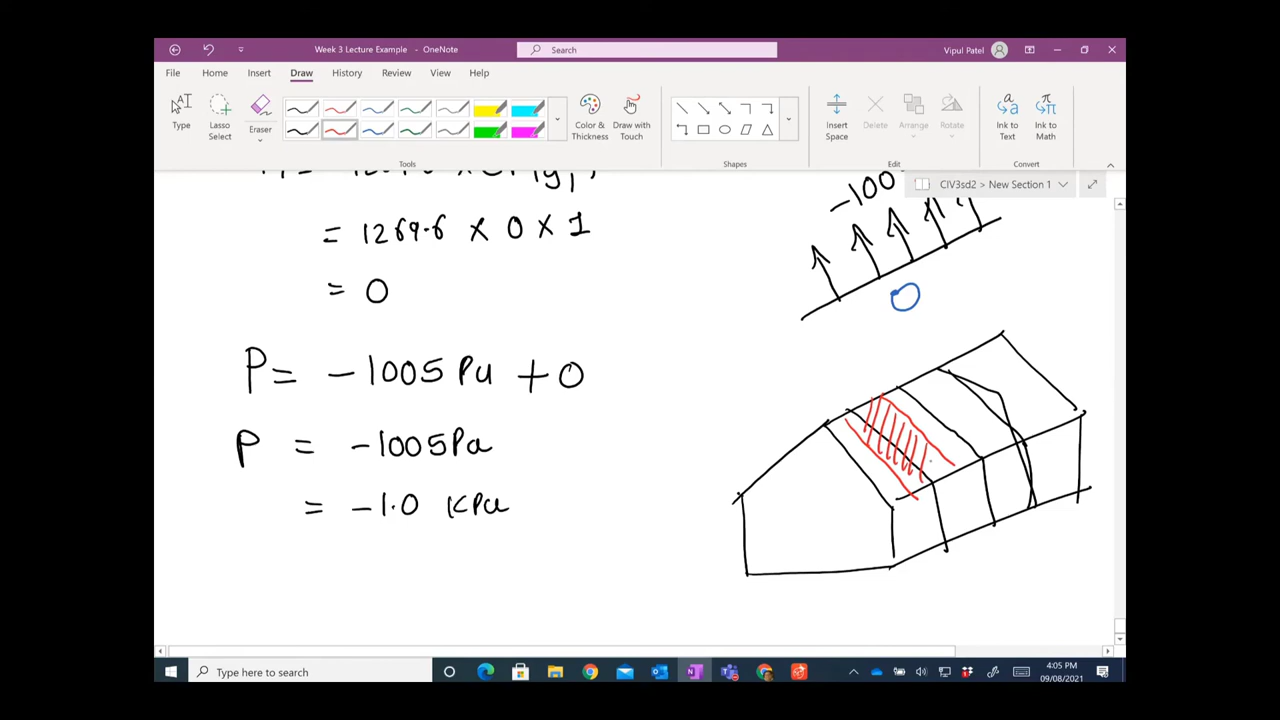 Week 3 Lecture Example - OneNote
Search
Vipul Patel
File Home Insert Draw History Review View Help
Type
Lasso Select
Eraser
Color & Thickness
Draw with Touch
Insert Space
Delete
Arrange
Rotate
Ink to Text
Ink to Math
Tools
Shapes
Edit
Convert
CIV3sd2 > New Section 1
-100
= 1269.6 × 0 × 1
= 0
0
P = -1005 Pa + 0
P = -1005Pa
= -1.0 KPa
Type here to search
4:05 PM
09/08/2021